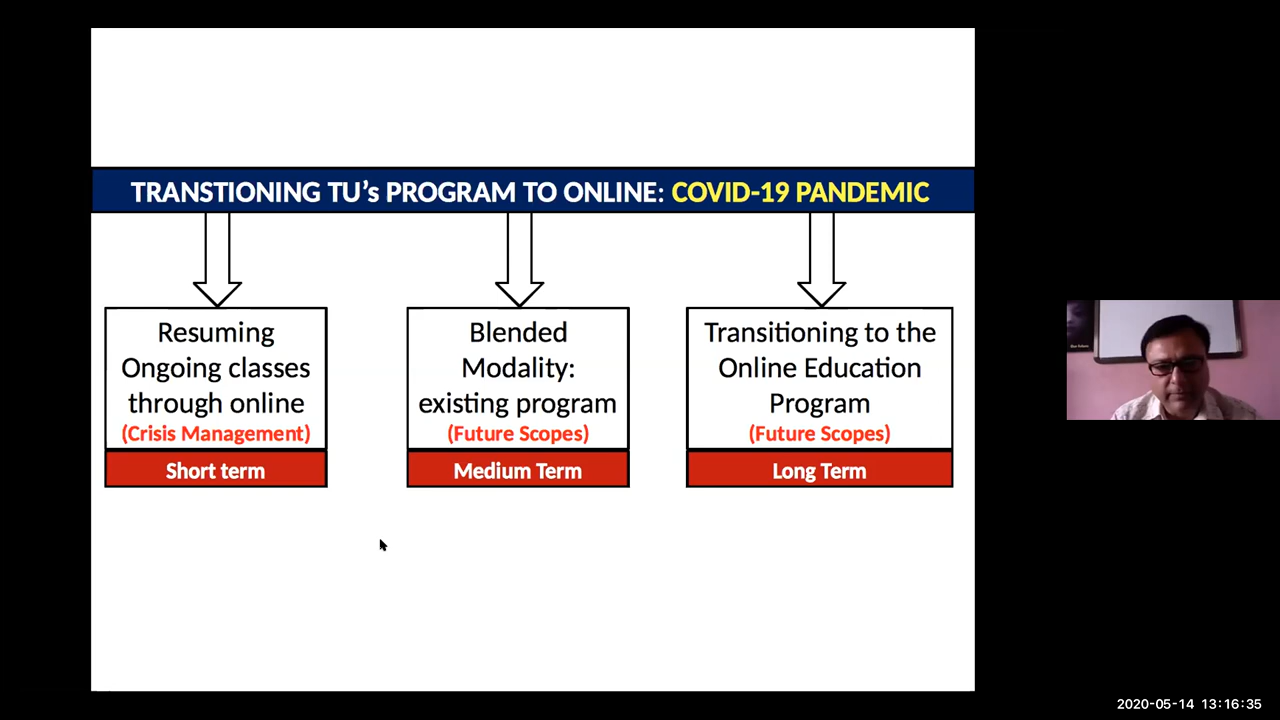 TRANSTIONING TU’s PROGRAM TO ONLINE: COVID-19 PANDEMIC
Resuming
Ongoing classes
through online
(Crisis Management)
Short term
Blended
Modality:
existing program
(Future Scopes)
Medium Term
Transitioning to the
Online Education
Program
(Future Scopes)
Long Term
2020-05-14 13:16:35